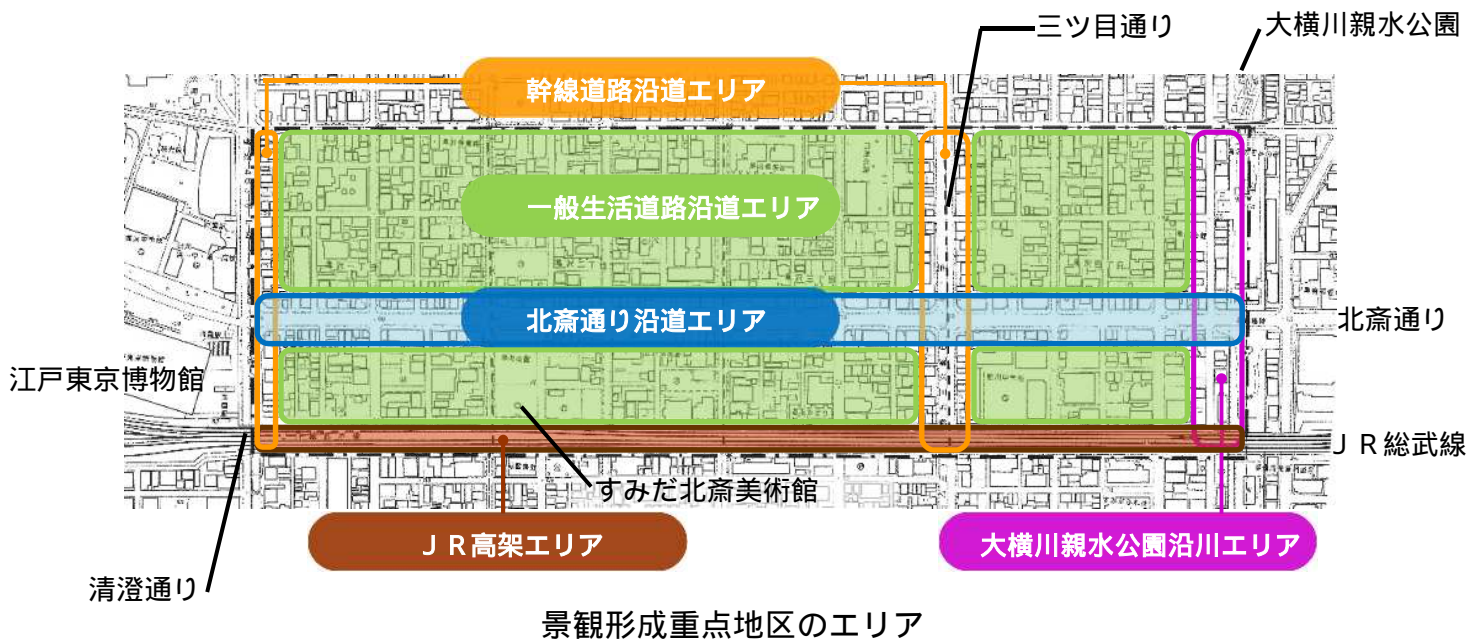 三ツ目通り
大横川親水公園
幹線道路沿道エリア
一般生活道路沿道エリア
北斎通り沿道エリア
北斎通り
江戸東京博物館
ＪＲ総武線
すみだ北斎美術館
ＪＲ高架エリア
大横川親水公園沿川エリア
清澄通り
景観形成重点地区のエリア